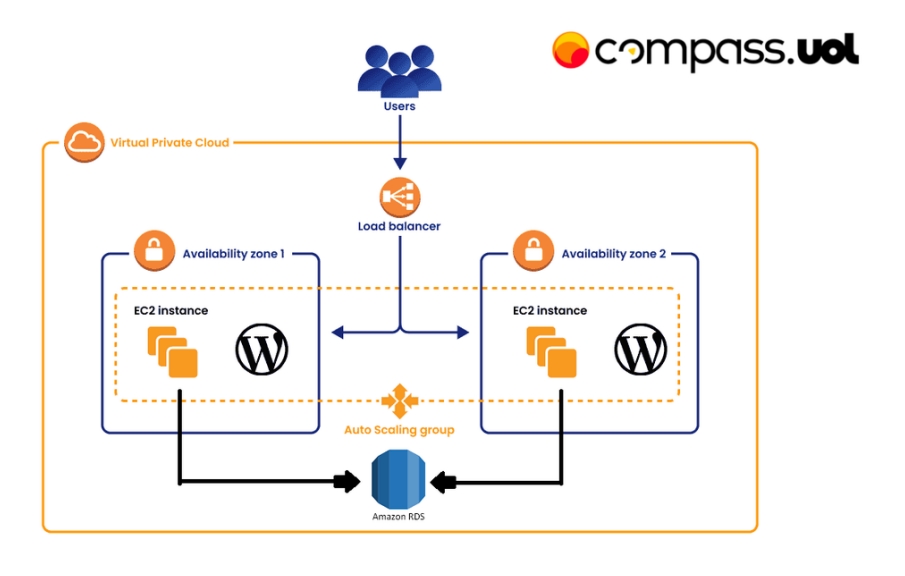 compass.uol
Users
Virtual Private Cloud
Load balancer
Availability zone 1
Availability zone 2
EC2 instance
EC2 instance
Auto Scaling group
Amazon RDS